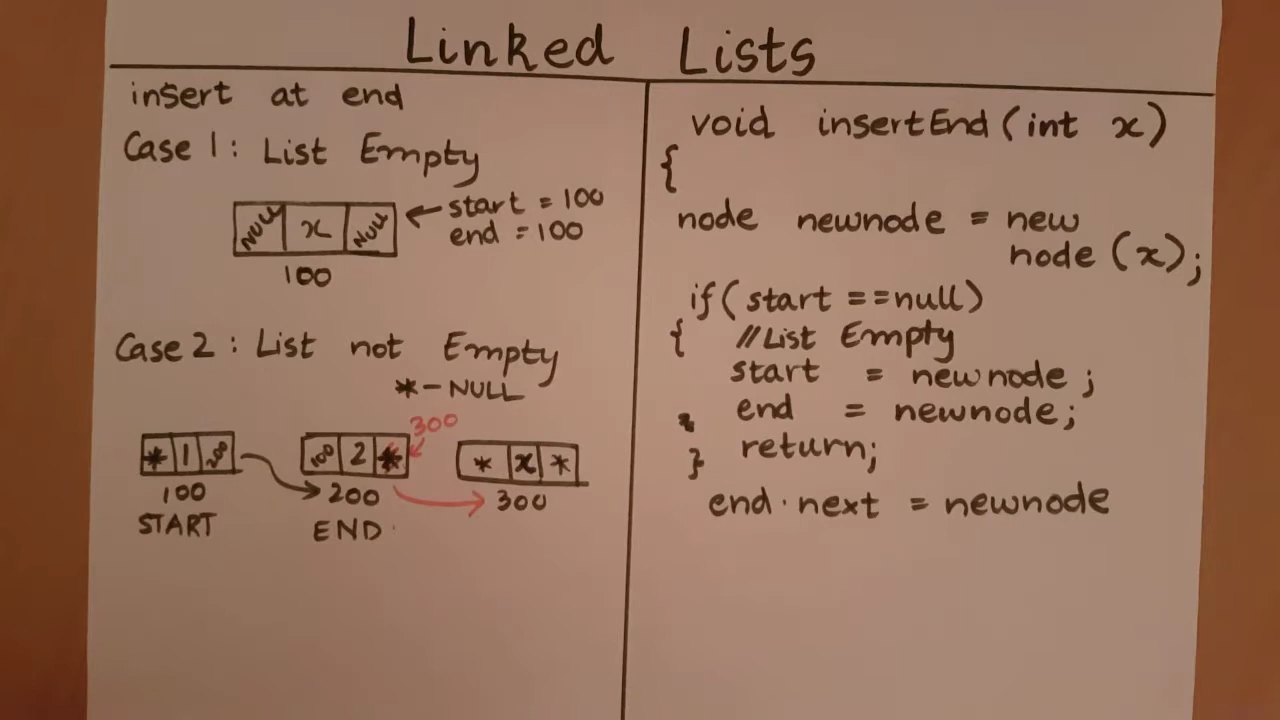 Linked Lists
insert at end
Case 1: List Empty
NULL x NULL
start = 100
end = 100
100
Case 2: List not Empty
*-NULL
300
* 1 200
100 2 *
* x *
100
200
300
START
END
void insertEnd(int x)
{
node newnode = new
node (x);
if(start ==null)
{ //List Empty
start = newnode;
end = newnode;
return;
}
end.next = newnode